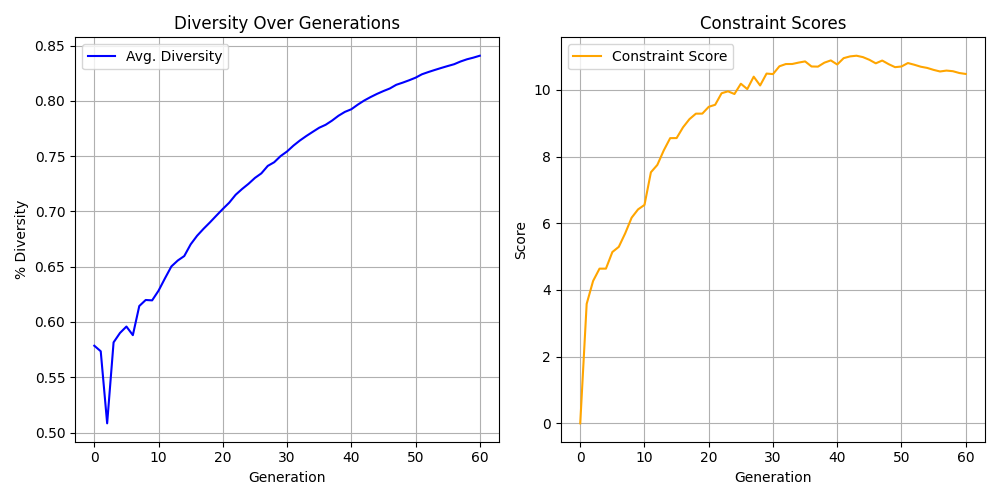 Diversity Over Generations
Avg. Diversity
% Diversity
0.85
0.80
0.75
0.70
0.65
0.60
0.55
0.50
0 10 20 30 40 50 60
Generation
Constraint Scores
Constraint Score
Score
10
8
6
4
2
0
0 10 20 30 40 50 60
Generation